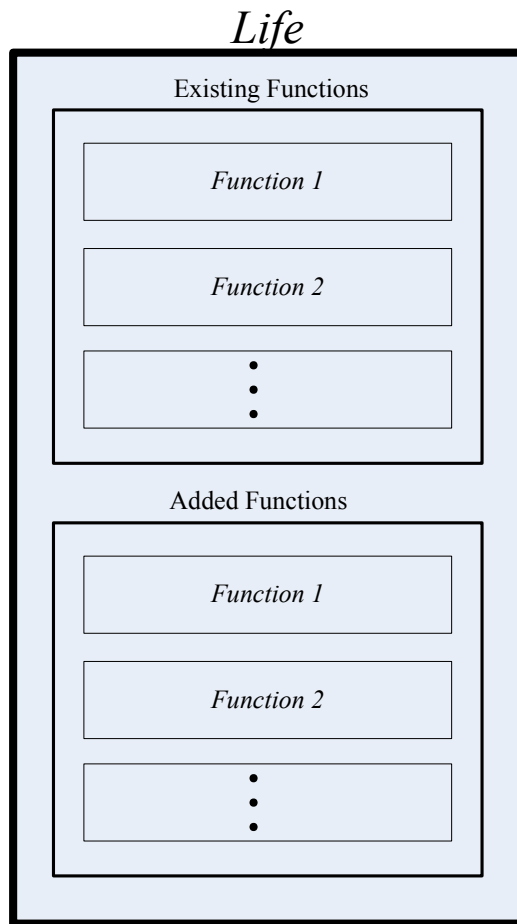 Life
Existing Functions
Function 1
Function 2
Added Functions
Function 1
Function 2